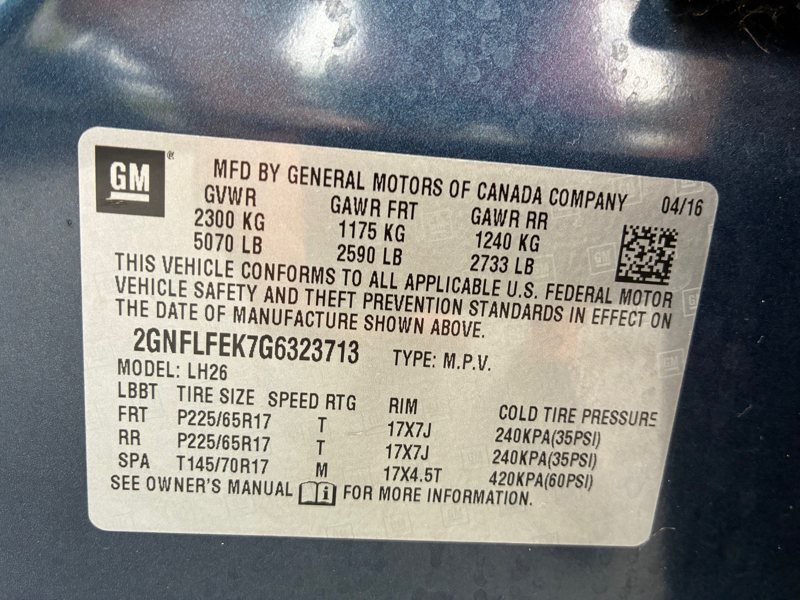 GM® MFD BY GENERAL MOTORS OF CANADA COMPANY 04/16
GVWR GAWR FRT GAWR RR
2300 KG 1175 KG 1240 KG
5070 LB 2590 LB 2733 LB
THIS VEHICLE CONFORMS TO ALL APPLICABLE U.S. FEDERAL MOTOR
VEHICLE SAFETY AND THEFT PREVENTION STANDARDS IN EFFECT ON
THE DATE OF MANUFACTURE SHOWN ABOVE.
2GNFLFEK7G6323713 TYPE: M.P.V.
MODEL: LH26
LBBT TIRE SIZE SPEED RTG RIM COLD TIRE PRESSURE
FRT P225/65R17 T 17X7J 240KPA(35PSI)
RR P225/65R17 T 17X7J 240KPA(35PSI)
SPA T145/70R17 M 17X4.5T 420KPA(60PSI)
SEE OWNER'S MANUAL i FOR MORE INFORMATION.